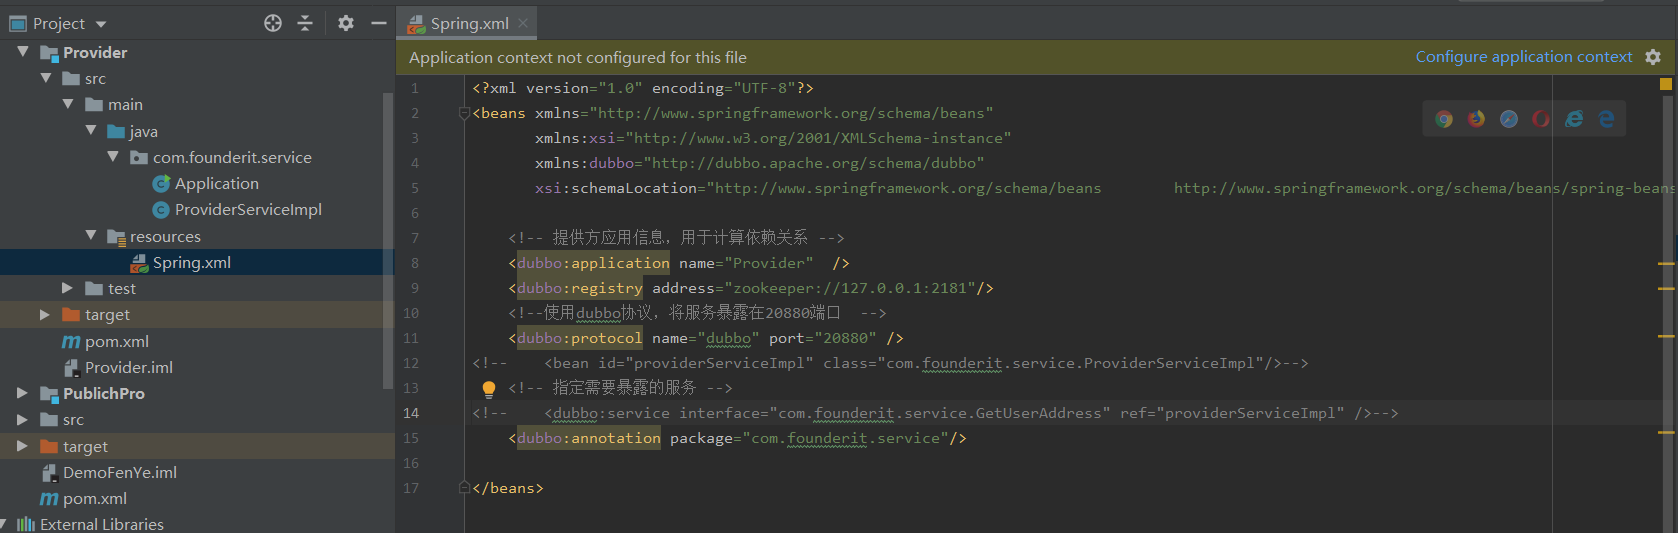 Project
Provider
src
main
java
com.founderit.service
Application
ProviderServiceImpl
resources
Spring.xml
test
target
pom.xml
Provider.iml
PublichPro
src
target
DemoFenYe.iml
pom.xml
External Libraries
Spring.xml
Application context not configured for this file
Configure application context
1 <?xml version="1.0" encoding="UTF-8"?>
2 <beans xmlns="http://www.springframework.org/schema/beans"
3 xmlns:xsi="http://www.w3.org/2001/XMLSchema-instance"
4 xmlns:dubbo="http://dubbo.apache.org/schema/dubbo"
5 xsi:schemaLocation="http://www.springframework.org/schema/beans http://www.springframework.org/schema/beans/spring-beans
6
7 <!-- 提供方应用信息，用于计算依赖关系 -->
8 <dubbo:application name="Provider" />
9 <dubbo:registry address="zookeeper://127.0.0.1:2181"/>
10 <!--使用dubbo协议，将服务暴露在20880端口 -->
11 <dubbo:protocol name="dubbo" port="20880" />
12 <!-- <bean id="providerServiceImpl" class="com.founderit.service.ProviderServiceImpl"/>-->
13 <!-- 指定需要暴露的服务 -->
14 <!-- <dubbo:service interface="com.founderit.service.GetUserAddress" ref="providerServiceImpl" />-->
15 <dubbo:annotation package="com.founderit.service"/>
16
17 </beans>